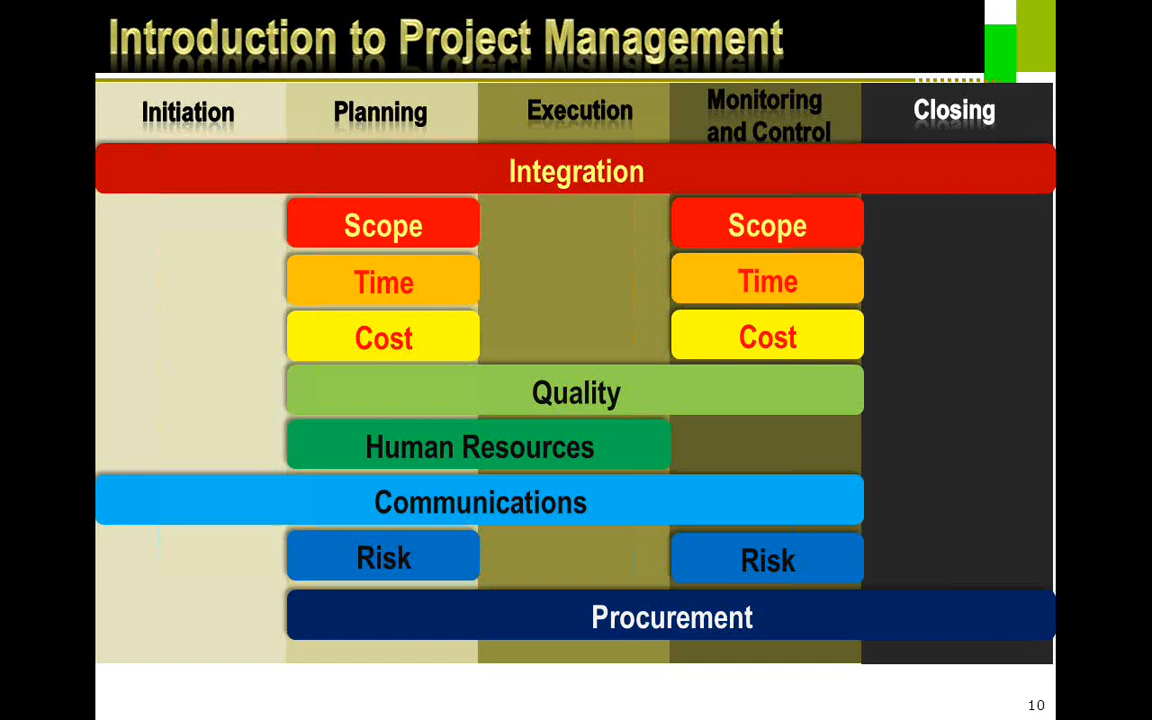 Introduction to Project Management
Initiation
Planning
Execution
Monitoring
and Control
Closing
Integration
Scope
Scope
Time
Time
Cost
Cost
Quality
Human Resources
Communications
Risk
Risk
Procurement
10